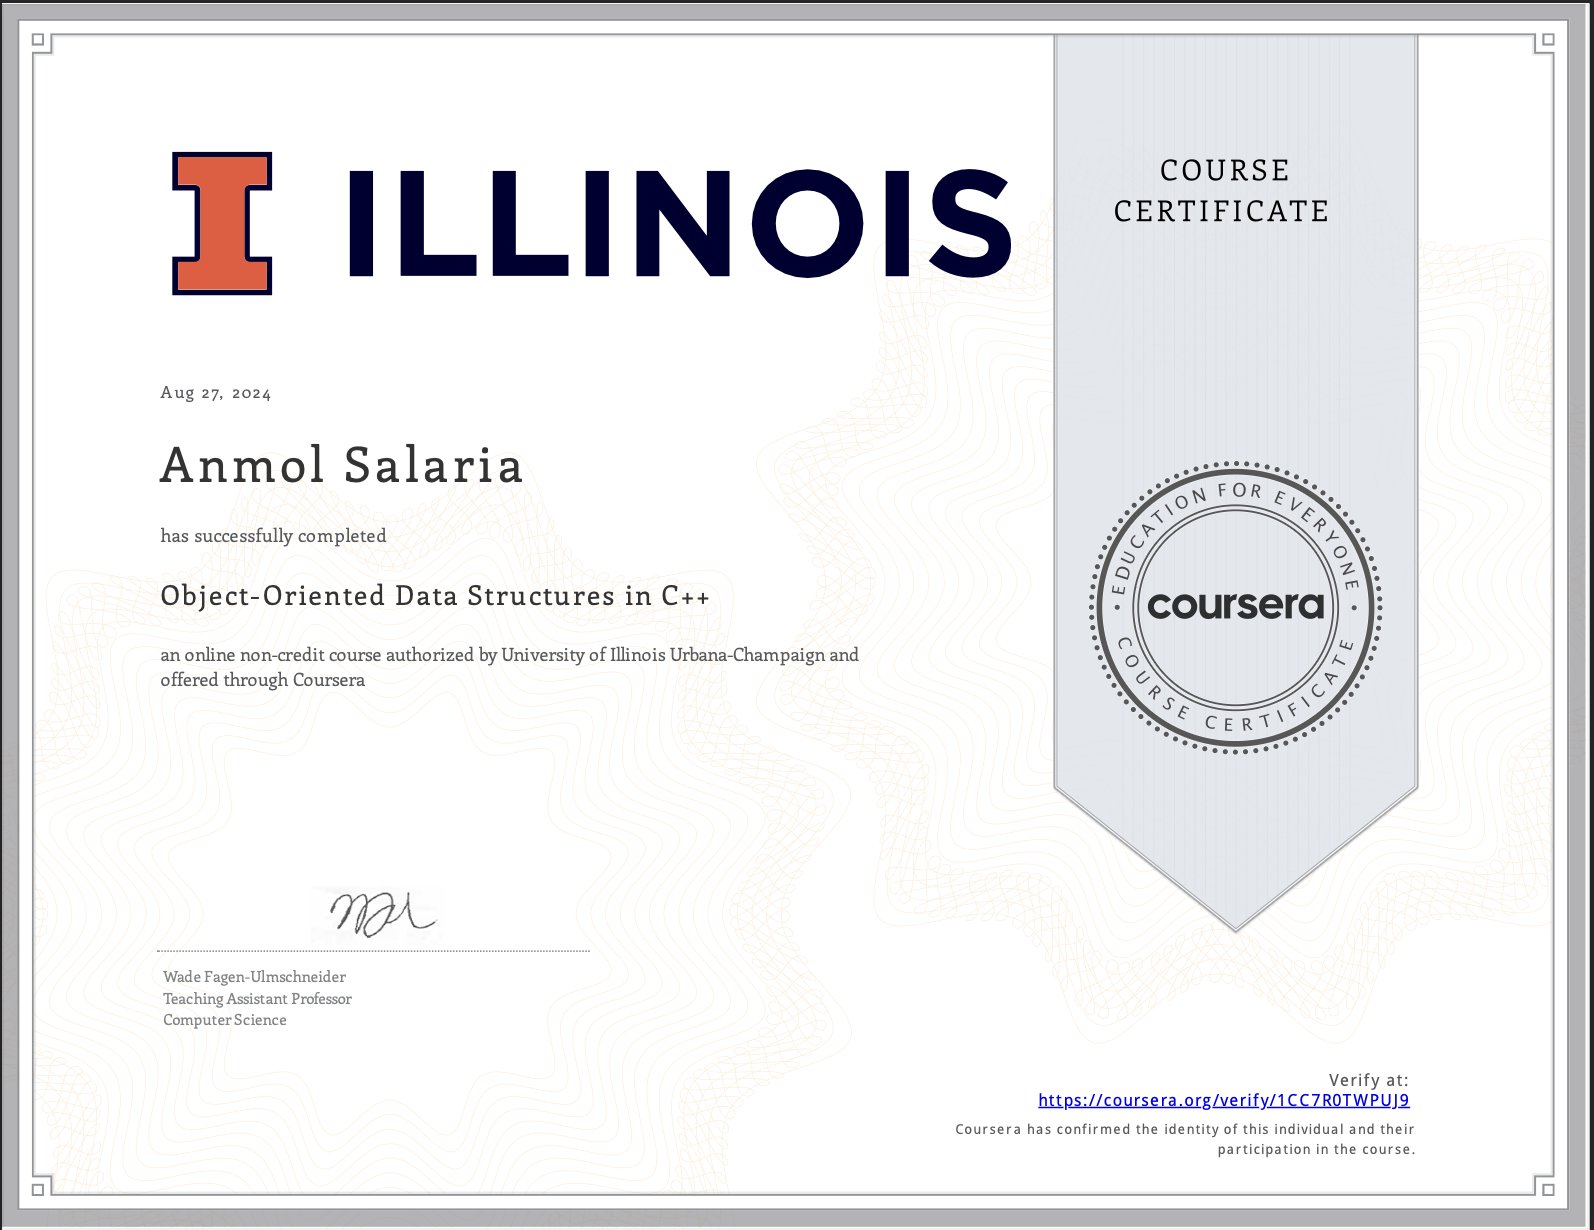 I ILLINOIS
COURSE
CERTIFICATE
Aug 27, 2024
Anmol Salaria
has successfully completed
Object-Oriented Data Structures in C++
an online non-credit course authorized by University of Illinois Urbana-Champaign and
offered through Coursera
EDUCATION FOR EVERYONE
coursera
COURSE CERTIFICATE
Wade Fagen-Ulmschneider
Teaching Assistant Professor
Computer Science
Verify at:
https://coursera.org/verify/1CC7R0TWPUJ9
Coursera has confirmed the identity of this individual and their
participation in the course.